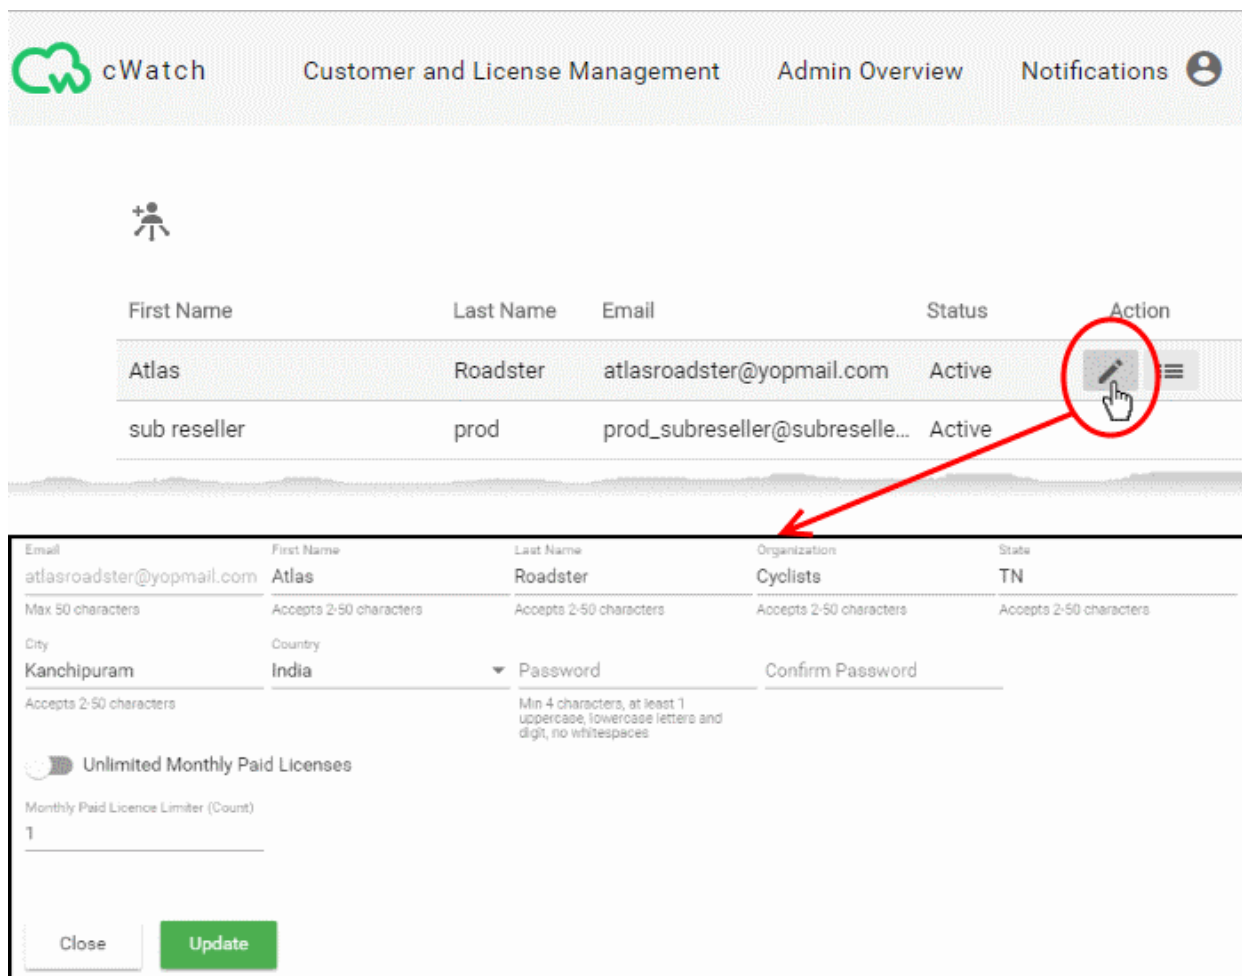 cWatch Customer and License Management Admin Overview Notifications
First Name Last Name Email Status Action
Atlas Roadster atlasroadster@yopmail.com Active
sub reseller prod prod_subreseller@subreselle... Active
Email First Name Last Name Organization State
atlasroadster@yopmail.com Atlas Roadster Cyclists TN
Max 50 characters Accepts 2-50 characters Accepts 2-50 characters Accepts 2-50 characters Accepts 2-50 characters
City Country
Kanchipuram India Password Confirm Password
Accepts 2-50 characters Min 4 characters, at least 1
uppercase, lowercase letters and
digit, no whitespaces
Unlimited Monthly Paid Licenses
Monthly Paid Licence Limiter (Count)
1
Close Update